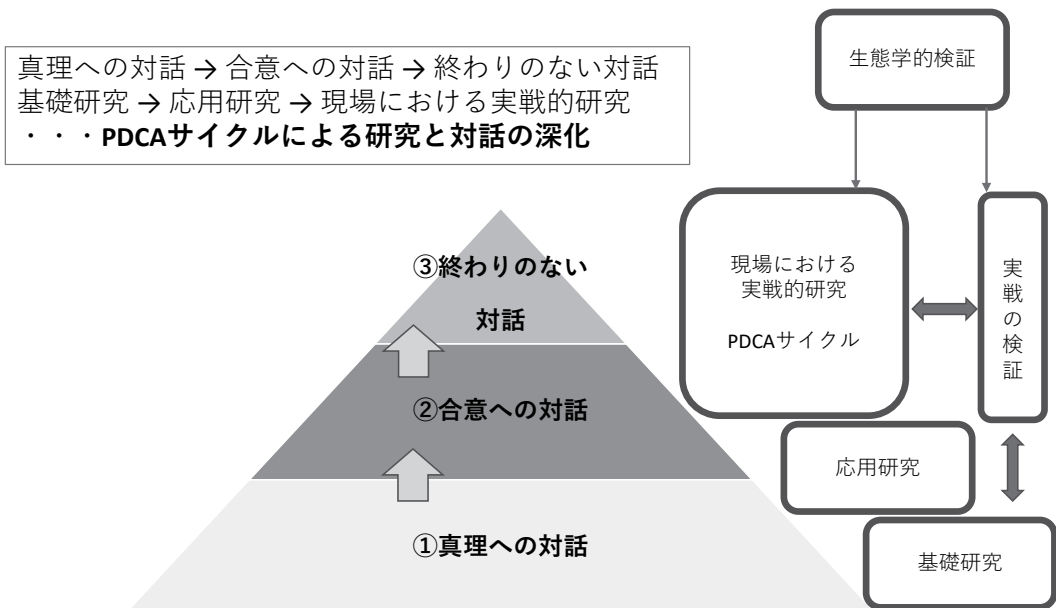 真理への対話 → 合意への対話 → 終わりのない対話
基礎研究 → 応用研究 → 現場における実戦的研究
・・・PDCAサイクルによる研究と対話の深化
生態学的検証
③終わりのない
対話
②合意への対話
①真理への対話
現場における
実戦的研究
PDCAサイクル
実戦の検証
応用研究
基礎研究